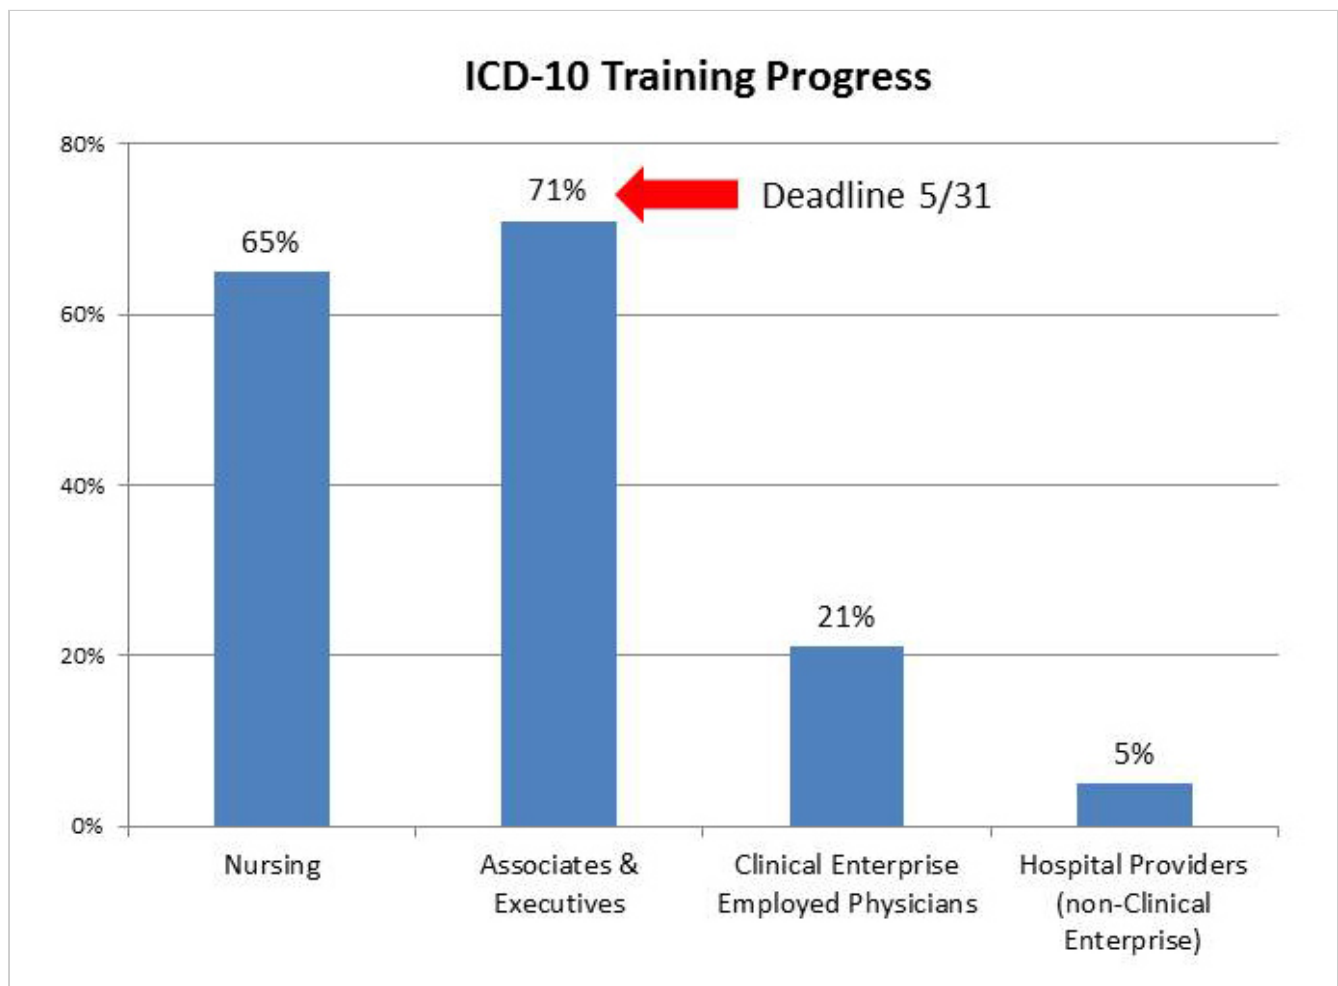 ICD-10 Training Progress
80%
71%
Deadline 5/31
65%
60%
40%
21%
20%
5%
0%
Nursing
Associates &
Executives
Clinical Enterprise
Employed Physicians
Hospital Providers
(non-Clinical
Enterprise)